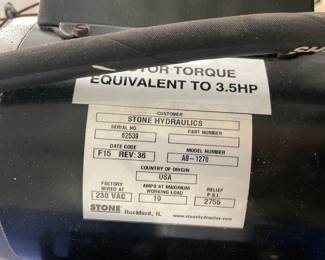 TOR TORQUE
EQUIVALENT TO 3.5HP
CUSTOMER
STONE HYDRAULICS
SERIAL NO PART NUMBER
62539
DATE CODE MODEL NUMBER
F15 REV:36 AB-1270
COUNTRY OF ORIGIN
USA
FACTORY WIRED AT AMPS AT MAXIMUM WORKING LOAD RELIEF P.S.I.
230 VAC 19 2755
STONE Rockford, IL www.stonehydraulics.com